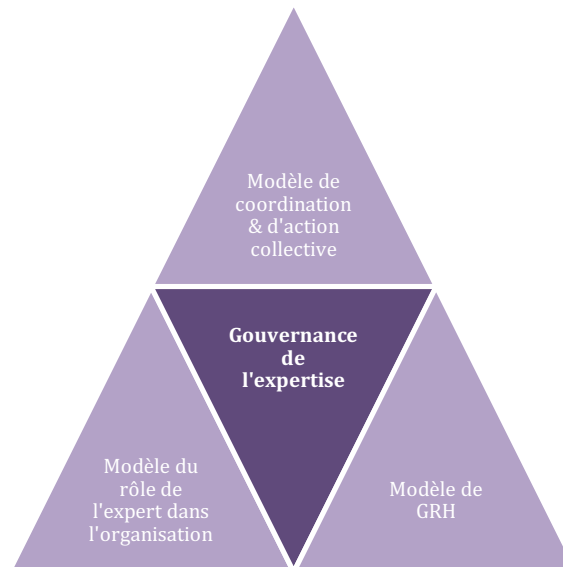 Modèle de
coordination
& d'action
collective
Gouvernance
de
l'expertise
Modèle du
rôle de
l'expert dans
l'organisation
Modèle de
GRH